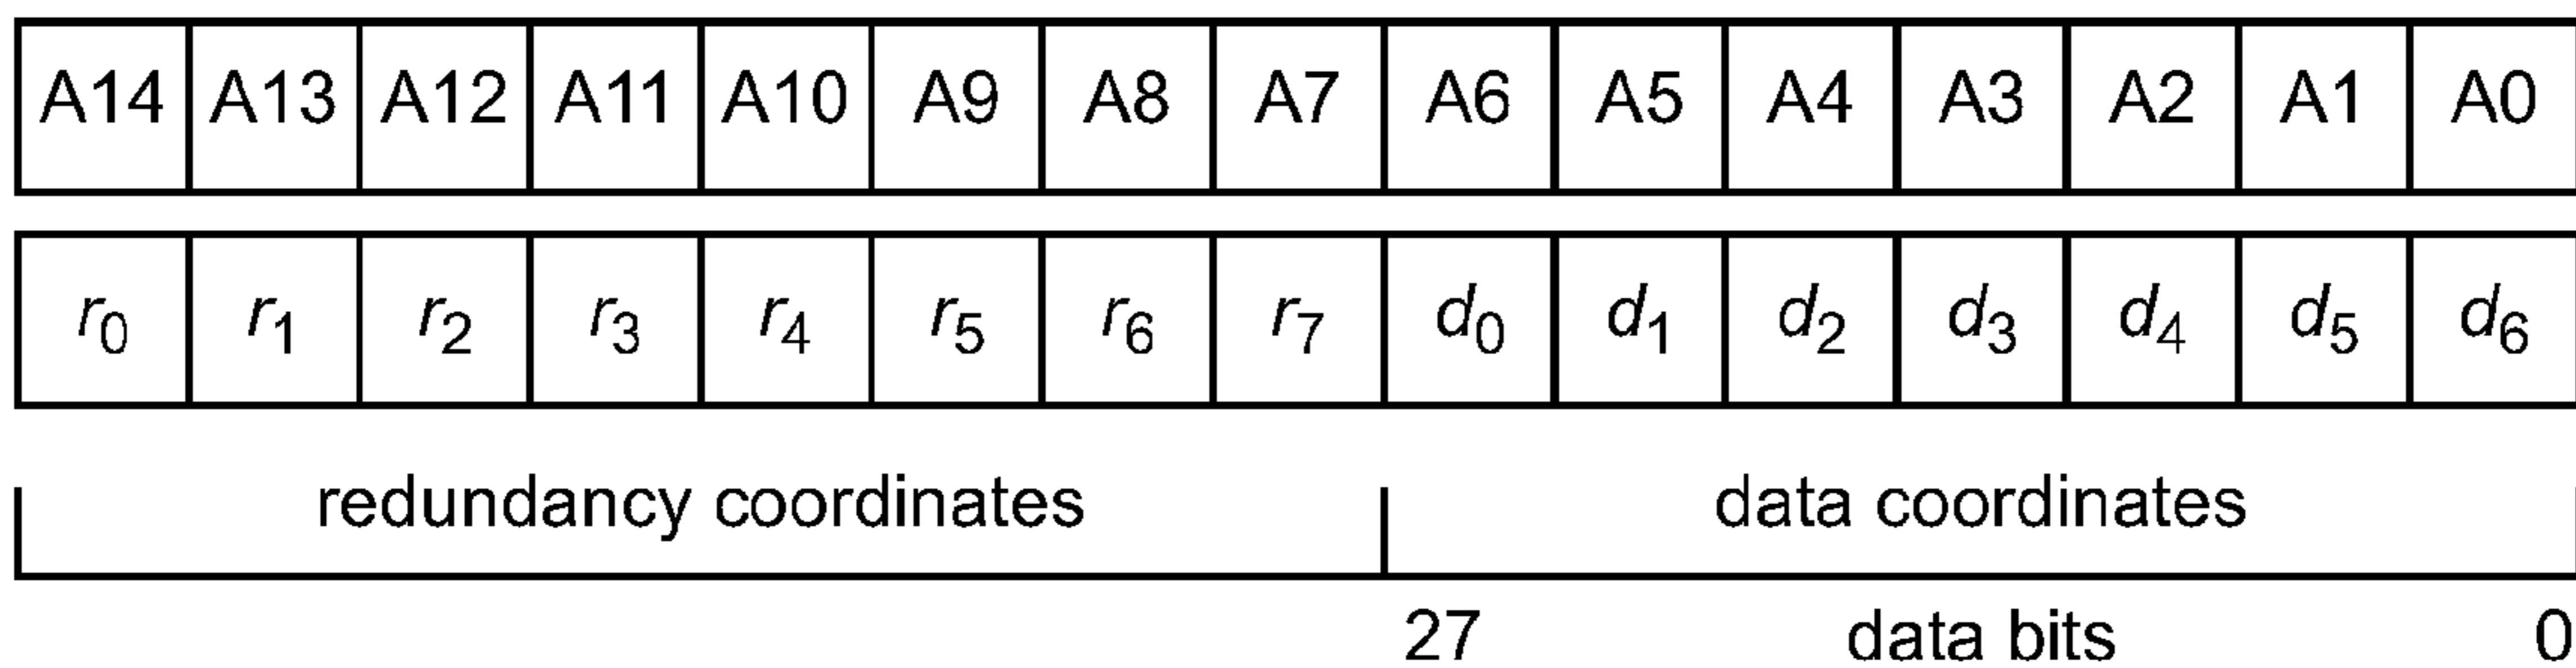 A14 A13 A12 A11 A10 A9 A8 A7 A6 A5 A4 A3 A2 A1 A0
r0 r1 r2 r3 r4 r5 r6 r7 d0 d1 d2 d3 d4 d5 d6
redundancy coordinates data coordinates
27 data bits 0